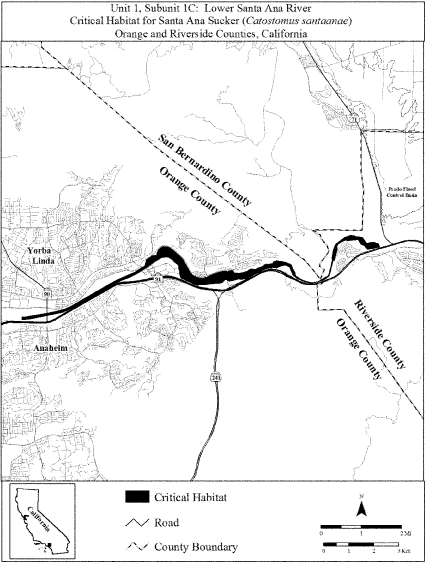 Unit 1, Subunit 1C: Lower Santa Ana River
Critical Habitat for Santa Ana Sucker (Catostomus santaanae)
Orange and Riverside Counties, California
San Bernardino County
Orange County
Prado Flood
Control Basin
Yorba
Linda
91
90
Anaheim
Riverside County
Orange County
241
California
Critical Habitat
Road
County Boundary
N
0 1 2 Mi
0 1 2 3 Km